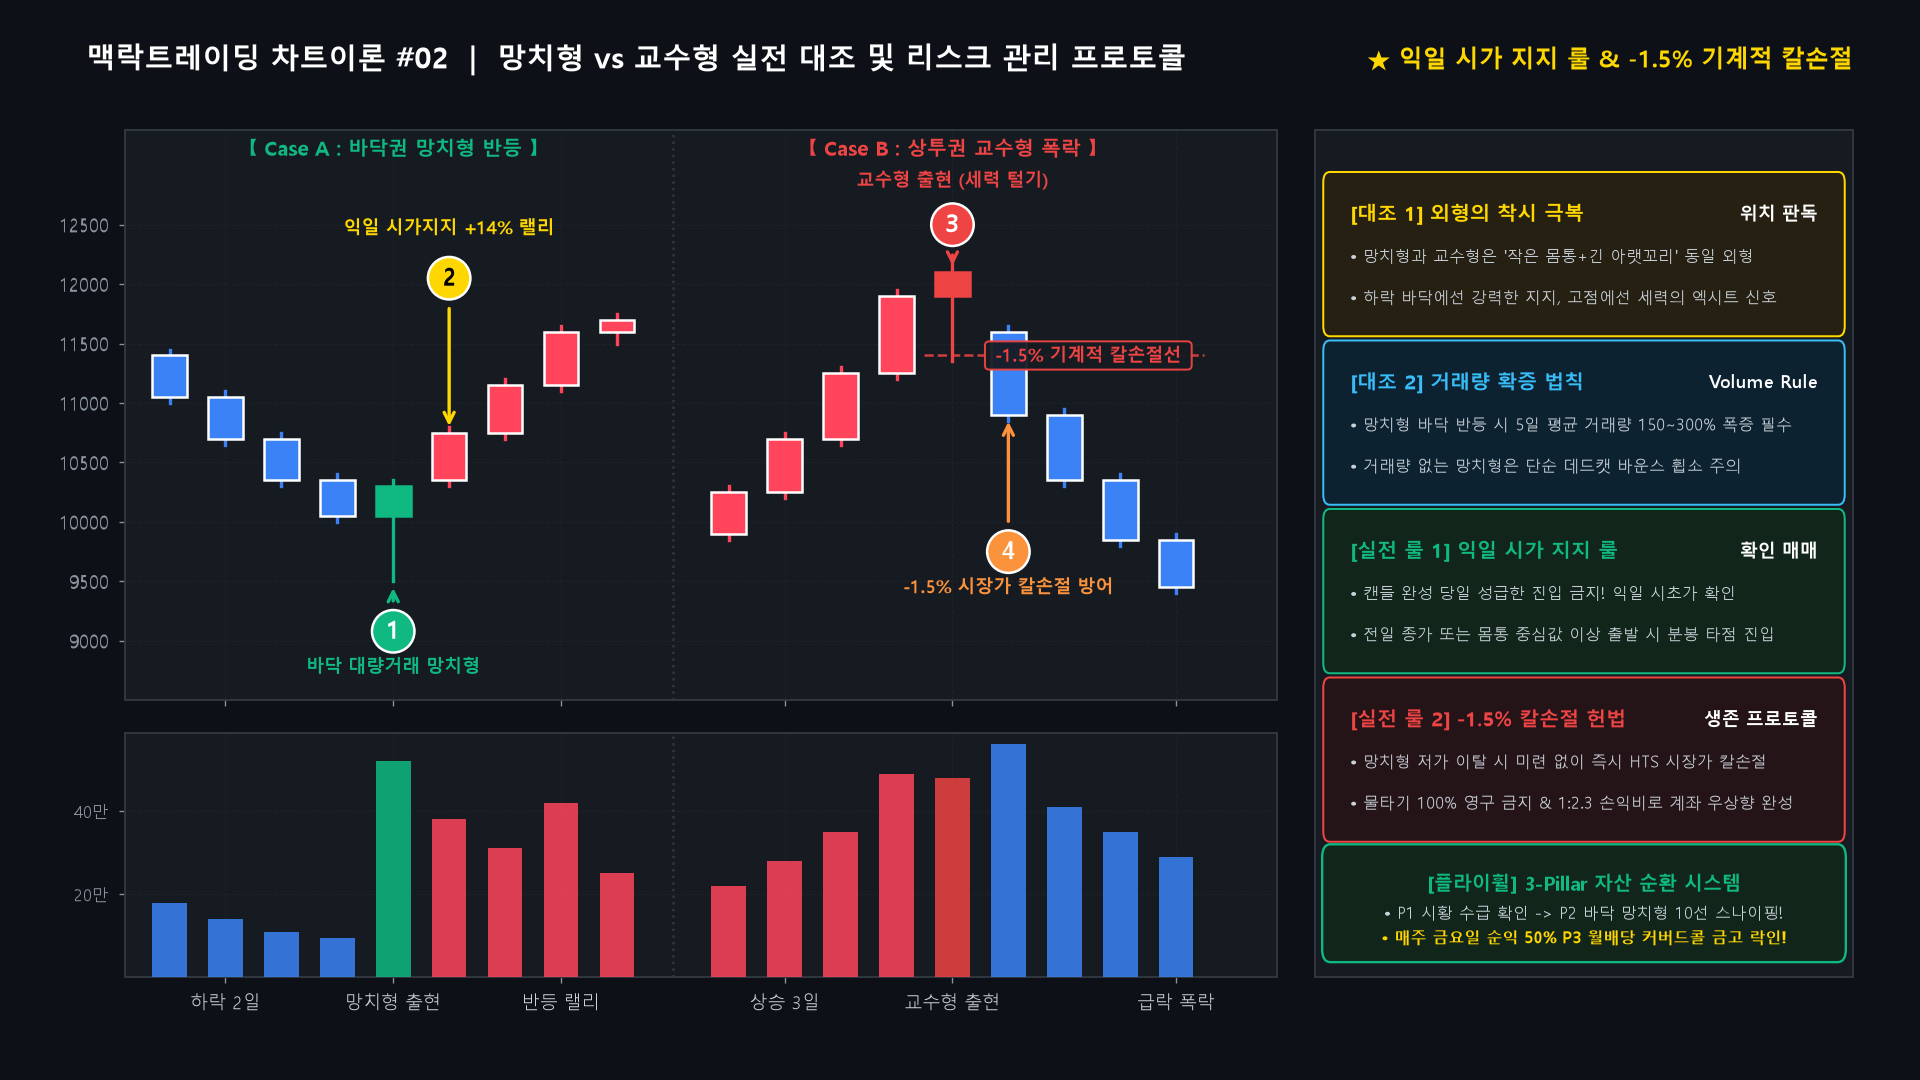 맥락트레이딩 차트이론 #02 | 망치형 vs 교수형 실전 대조 및 리스크 관리 프로토콜
★ 익일 시가 지지 룰 & -1.5% 기계적 칼손절
【 Case A : 바닥권 망치형 반등 】
【 Case B : 상투권 교수형 폭락 】
교수형 출현 (세력 털기)
익일 시가지지 +14% 랠리
3
2
-1.5% 기계적 칼손절선
4
-1.5% 시장가 칼손절 방어
1
바닥 대량거래 망치형
12500
12000
11500
11000
10500
10000
9500
9000
40만
20만
하락 2일
망치형 출현
반등 랠리
상승 3일
교수형 출현
급락 폭락
[대조 1] 외형의 착시 극복
위치 판독
• 망치형과 교수형은 '작은 몸통+긴 아랫꼬리' 동일 외형
• 하락 바닥에선 강력한 지지, 고점에선 세력의 엑시트 신호
[대조 2] 거래량 확증 법칙
Volume Rule
• 망치형 바닥 반등 시 5일 평균 거래량 150~300% 폭증 필수
• 거래량 없는 망치형은 단순 데드캣 바운스 휩소 주의
[실전 룰 1] 익일 시가 지지 룰
확인 매매
• 캔들 완성 당일 성급한 진입 금지! 익일 시초가 확인
• 전일 종가 또는 몸통 중심값 이상 출발 시 분봉 타점 진입
[실전 룰 2] -1.5% 칼손절 헌법
생존 프로토콜
• 망치형 저가 이탈 시 미련 없이 즉시 HTS 시장가 칼손절
• 물타기 100% 영구 금지 & 1:2.3 손익비로 계좌 우상향 완성
[플라이휠] 3-Pillar 자산 순환 시스템
• P1 시황 수급 확인 -> P2 바닥 망치형 10선 스나이핑!
• 매주 금요일 순익 50% P3 월배당 커버드콜 금고 락인!